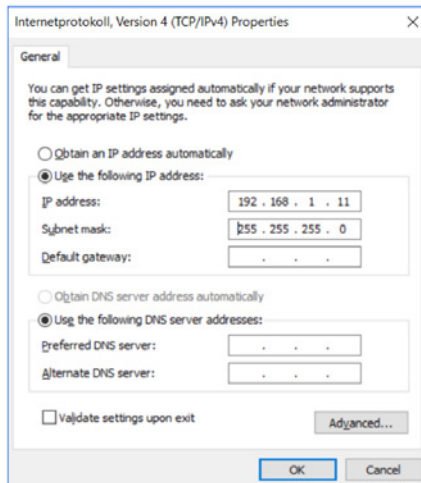 Internetprotokoll, Version 4 (TCP/IPv4) Properties
General
You can get IP settings assigned automatically if your network supports
this capability. Otherwise, you need to ask your network administrator
for the appropriate IP settings.
Obtain an IP address automatically
Use the following IP address:
IP address: 192 . 168 . 1 . 11
Subnet mask: 255 . 255 . 255 . 0
Default gateway: . . .
Obtain DNS server address automatically
Use the following DNS server addresses:
Preferred DNS server: . . .
Alternate DNS server: . . .
Validate settings upon exit
Advanced...
OK Cancel